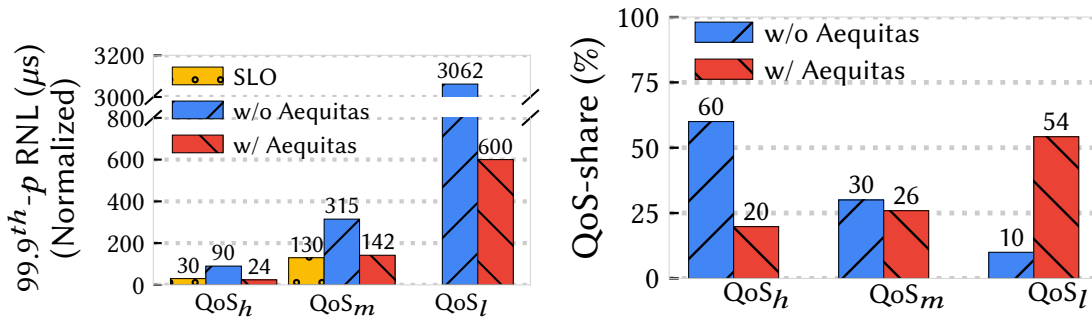 99.9th-p RNL (μs)
(Normalized)
3200
3000
800
600
400
200
0
SLO
w/o Aequitas
w/ Aequitas
30
90
24
130
315
142
3062
600
QoSh
QoSm
QoSl
QoS-share (%)
100
75
50
25
0
w/o Aequitas
w/ Aequitas
60
20
30
26
10
54
QoSh
QoSm
QoSl